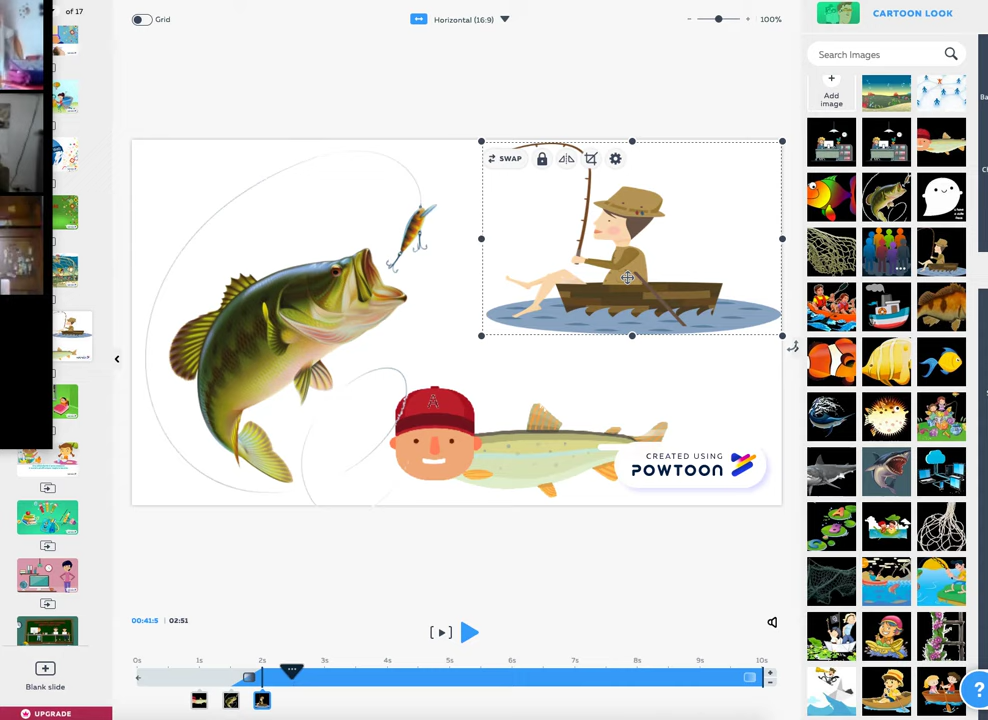 of 17
Grid
Horizontal (16:9)
100%
CARTOON LOOK
Search Images
Add
image
SWAP
A
CREATED USING
POWTOON
00:41:5 | 02:51
0s 1s 2s 3s 4s 5s 6s 7s 8s 9s 10s
Blank slide
UPGRADE
?